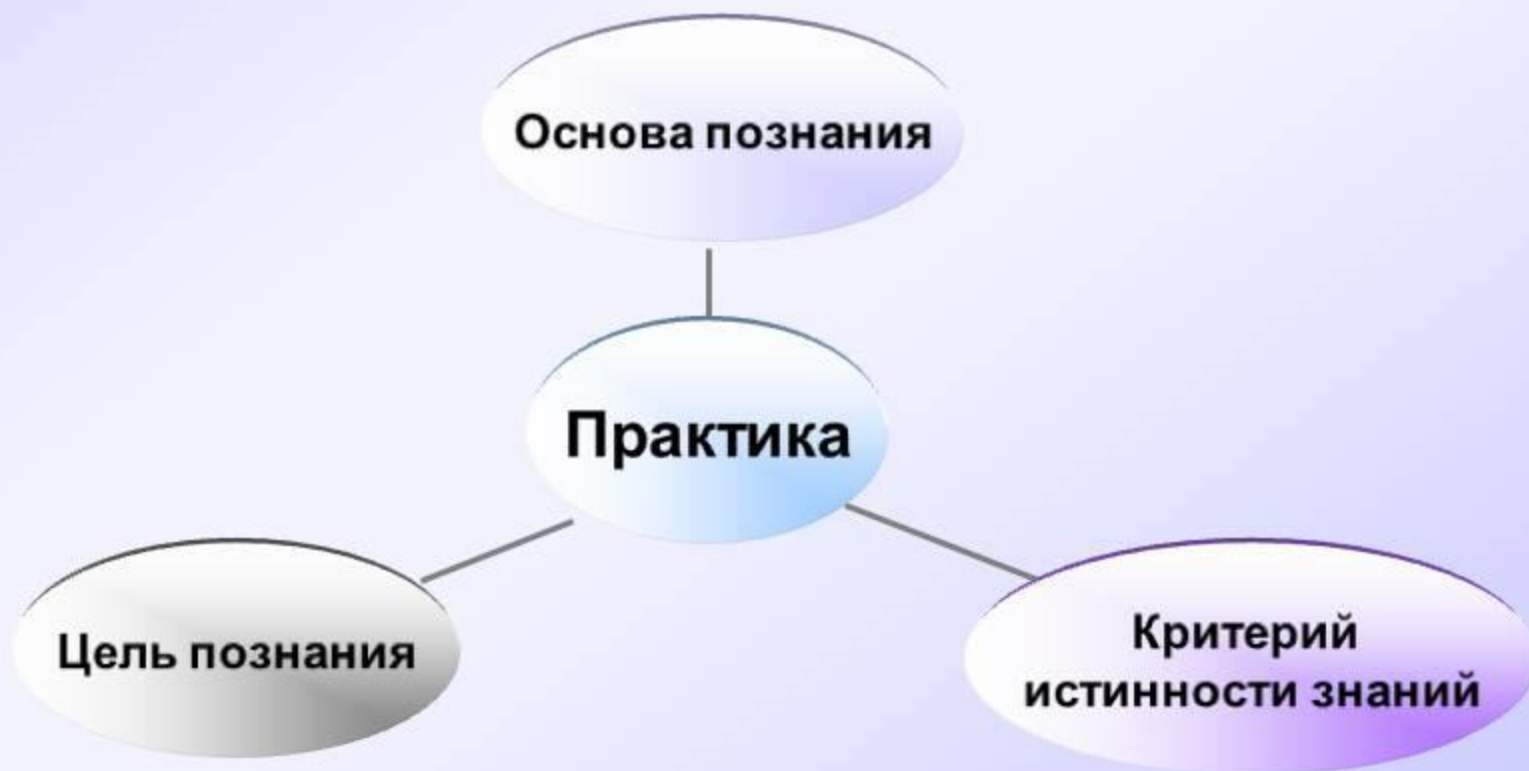 Основа познания
Практика
Цель познания
Критерий
истинности знаний